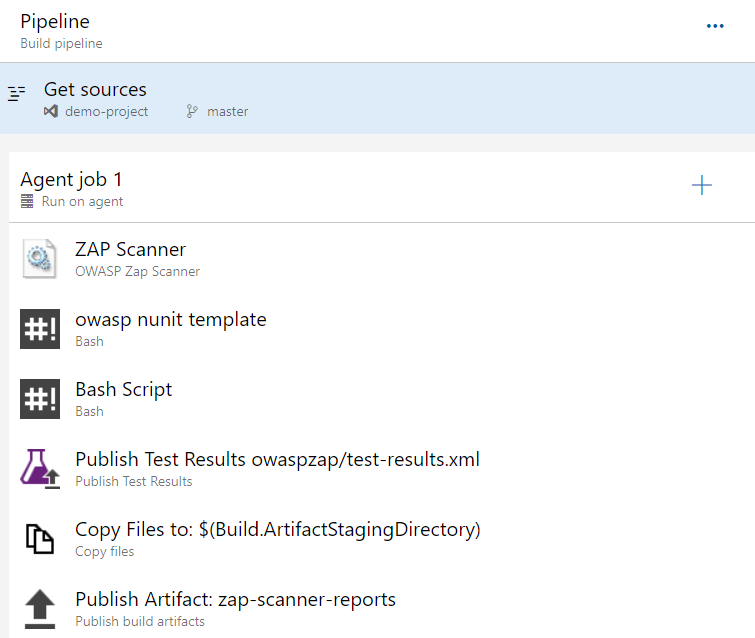 Pipeline
Build pipeline
Get sources
demo-project master
Agent job 1
Run on agent
ZAP Scanner
OWASP Zap Scanner
#!
owasp nunit template
Bash
#!
Bash Script
Bash
Publish Test Results owaspzap/test-results.xml
Publish Test Results
Copy Files to: $(Build.ArtifactStagingDirectory)
Copy files
Publish Artifact: zap-scanner-reports
Publish build artifacts